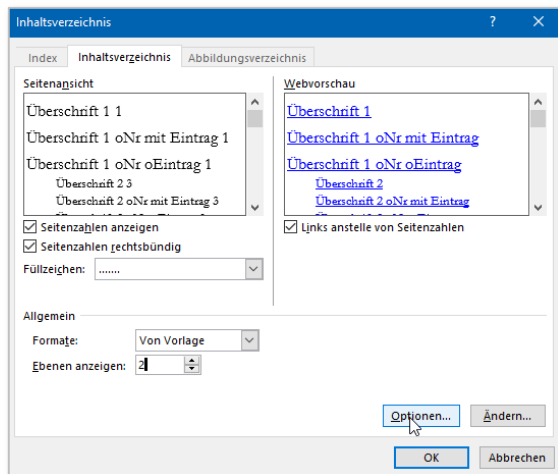 Inhaltsverzeichnis ? X
Index Inhaltsverzeichnis Abbildungsverzeichnis
Seitenansicht
Überschrift 1 1
Überschrift 1 oNr mit Eintrag 1
Überschrift 1 oNr oEintrag 1
Überschrift 2 3
Überschrift 2 oNr mit Eintrag 3
Webvorschau
Überschrift 1
Überschrift 1 oNr mit Eintrag
Überschrift 1 oNr oEintrag
Überschrift 2
Überschrift 2 oNr mit Eintrag
Seitenzahlen anzeigen
Links anstelle von Seitenzahlen
Seitenzahlen rechtsbündig
Füllzeichen: .......
Allgemein
Formate: Von Vorlage
Ebenen anzeigen: 2
Optionen... Ändern...
OK Abbrechen